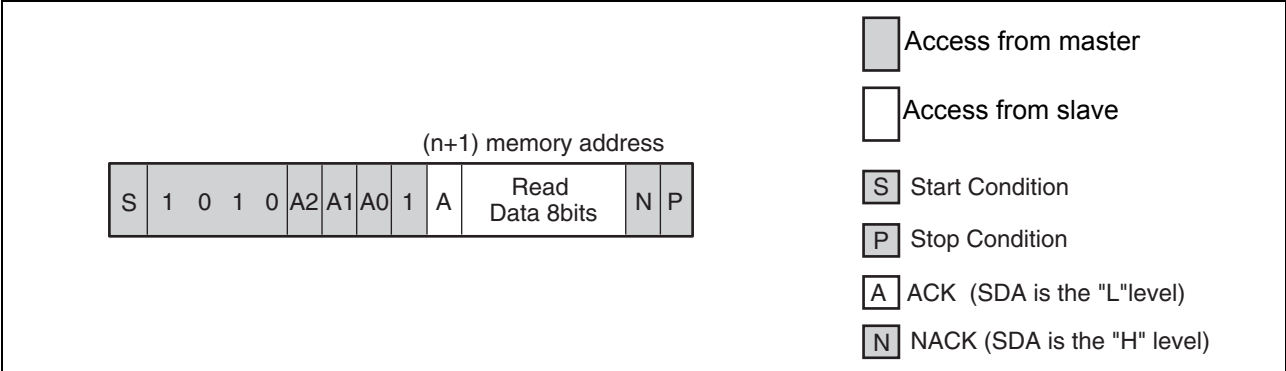 (n+1) memory address
S 1 0 1 0 A2 A1 A0 1 A Read Data 8bits N P
Access from master
Access from slave
S Start Condition
P Stop Condition
A ACK (SDA is the "L"level)
N NACK (SDA is the "H" level)